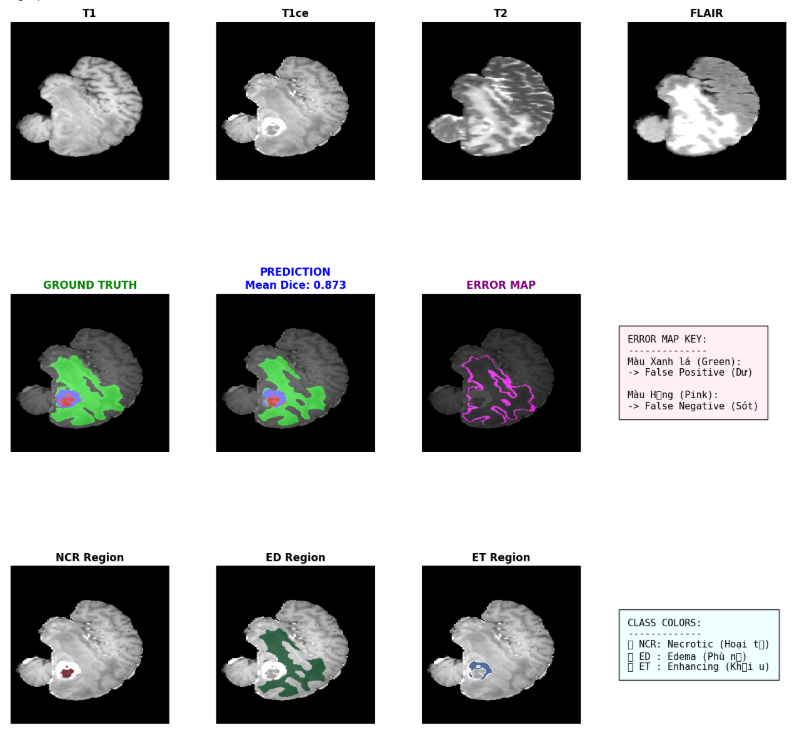 T1
T1ce
T2
FLAIR
GROUND TRUTH
PREDICTION
Mean Dice: 0.873
ERROR MAP
ERROR MAP KEY:
--------------
Màu Xanh lá (Green):
-> False Positive (Dư)
Màu H▯ng (Pink):
-> False Negative (Sót)
NCR Region
ED Region
ET Region
CLASS COLORS:
-------------
▯ NCR: Necrotic (Hoại t▯)
▯ ED : Edema (Phù n▯)
▯ ET : Enhancing (Kh▯i u)